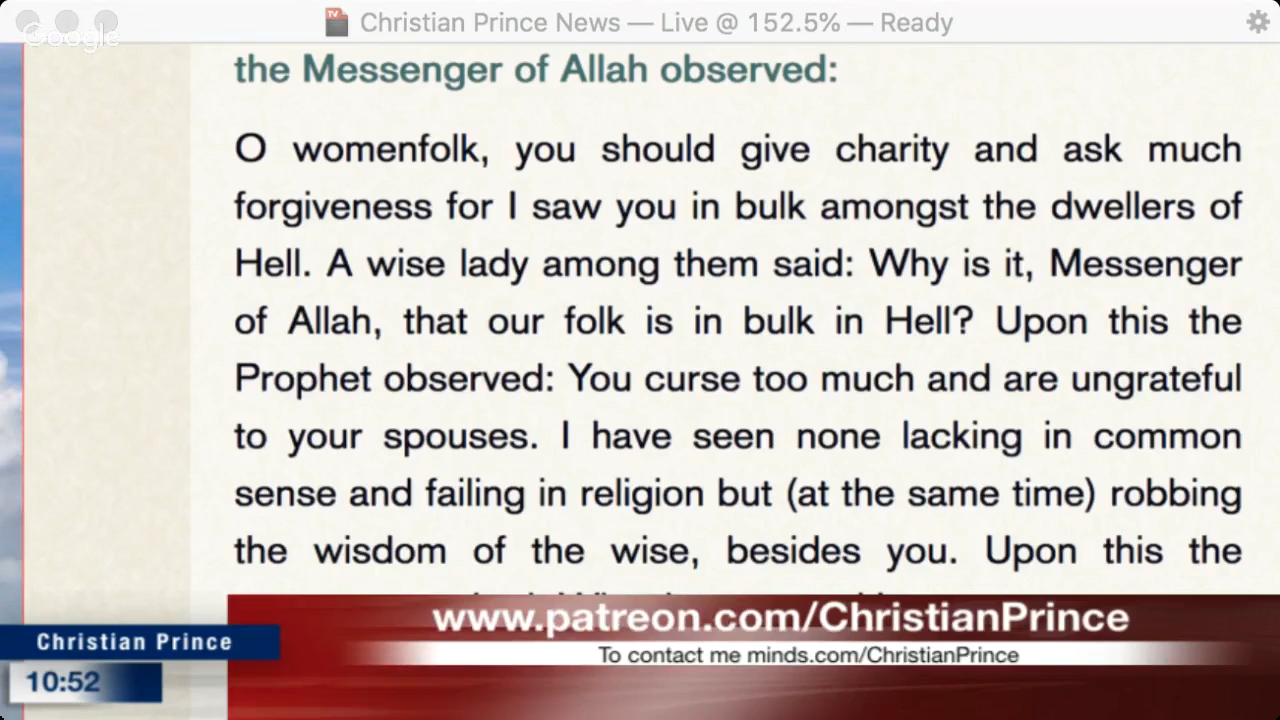 Christian Prince News — Live @ 152.5% — Ready
Google
the Messenger of Allah observed:
O womenfolk, you should give charity and ask much
forgiveness for I saw you in bulk amongst the dwellers of
Hell. A wise lady among them said: Why is it, Messenger
of Allah, that our folk is in bulk in Hell? Upon this the
Prophet observed: You curse too much and are ungrateful
to your spouses. I have seen none lacking in common
sense and failing in religion but (at the same time) robbing
the wisdom of the wise, besides you. Upon this the
www.patreon.com/ChristianPrince
Christian Prince
To contact me minds.com/ChristianPrince
10:52